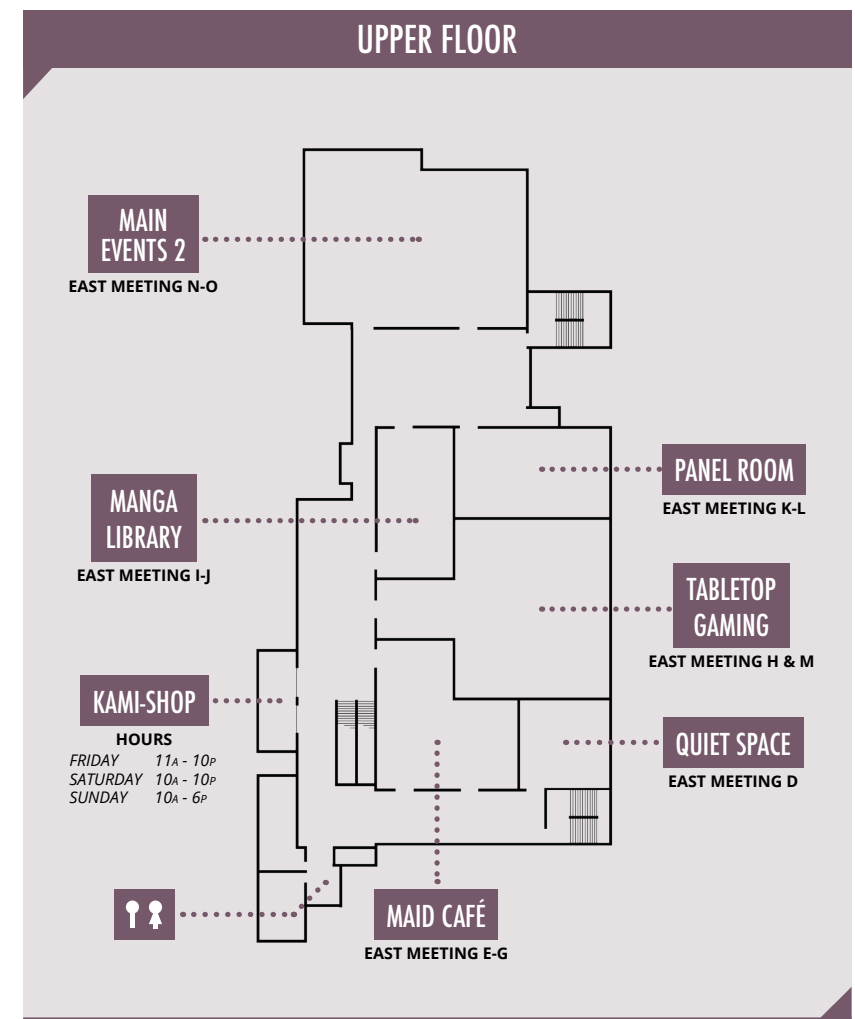 UPPER FLOOR
MAIN
EVENTS 2
EAST MEETING N-O
PANEL ROOM
EAST MEETING K-L
MANGA
LIBRARY
EAST MEETING I-J
TABLETOP
GAMING
EAST MEETING H & M
KAMI-SHOP
HOURS
FRIDAY 11A - 10P
SATURDAY 10A - 10P
SUNDAY 10A - 6P
QUIET SPACE
EAST MEETING D
MAID CAFÉ
EAST MEETING E-G